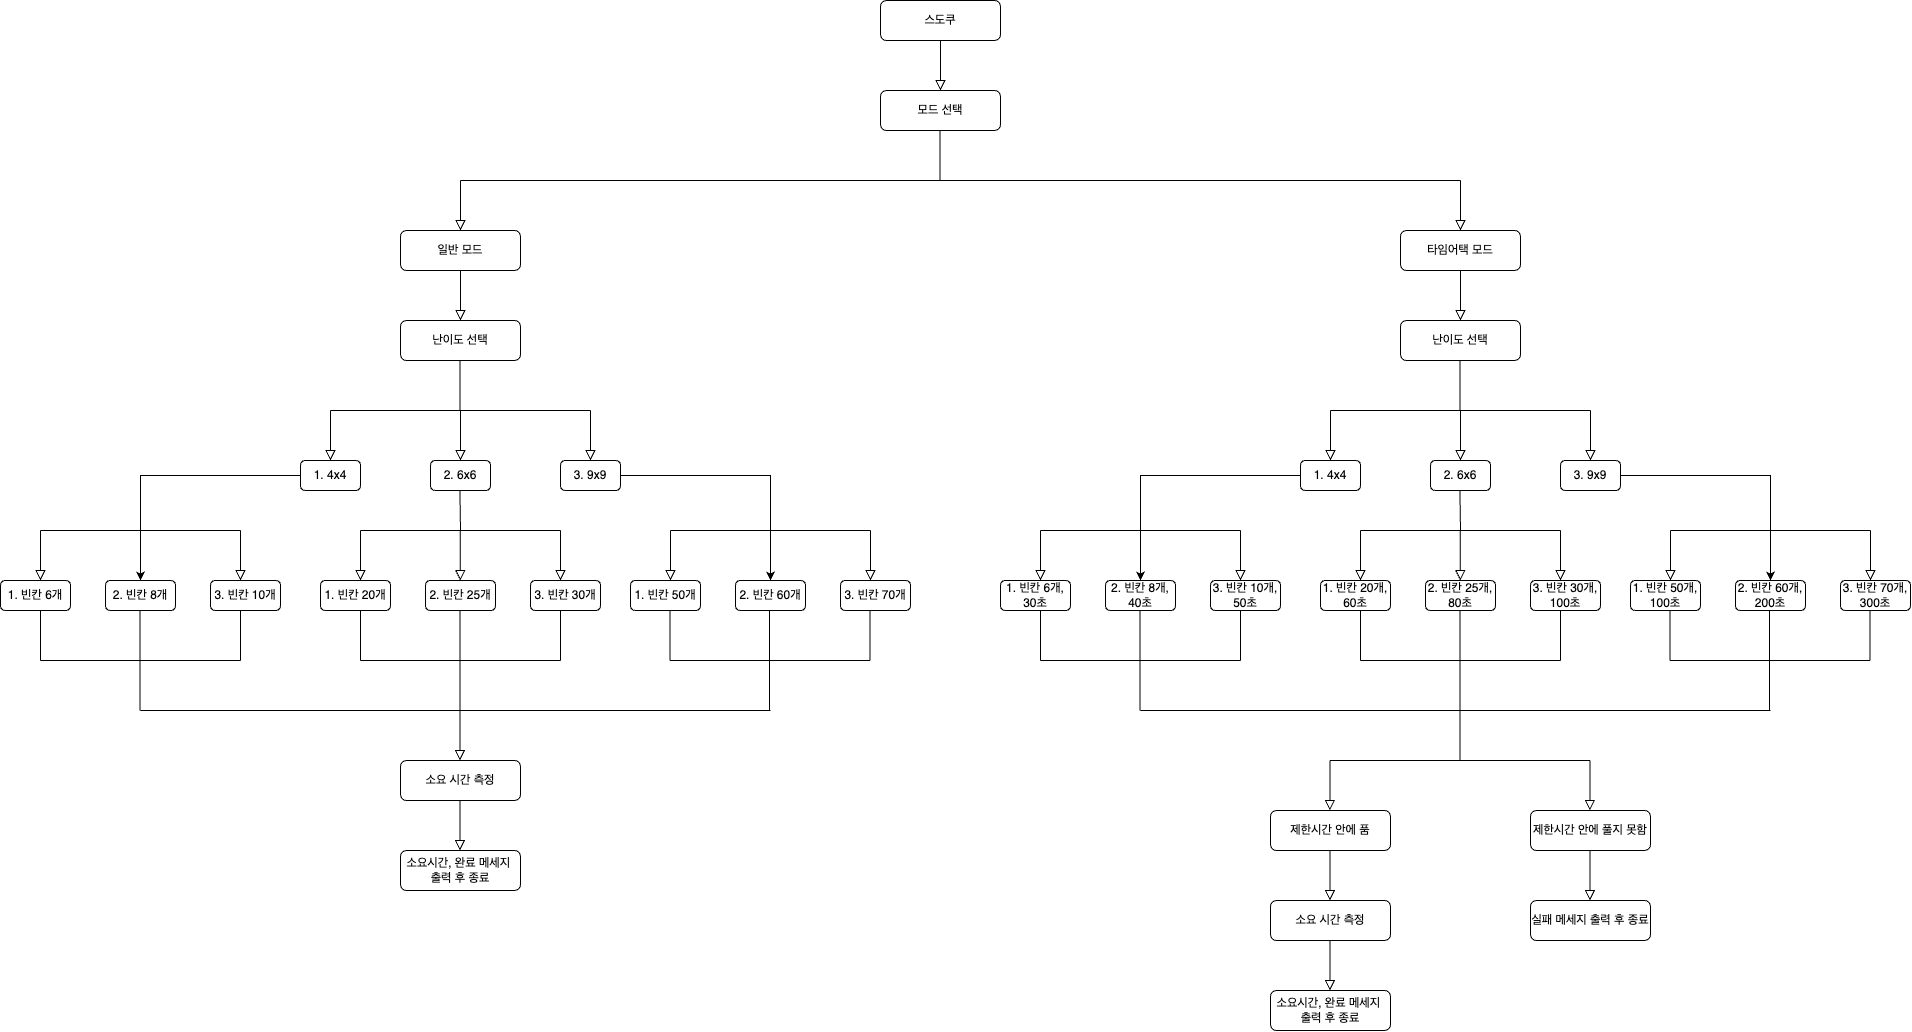 스도쿠
모드 선택
일반 모드
타임어택 모드
난이도 선택
난이도 선택
1. 4x4
2. 6x6
3. 9x9
1. 4x4
2. 6x6
3. 9x9
1. 빈칸 6개
2. 빈칸 8개
3. 빈칸 10개
1. 빈칸 20개
2. 빈칸 25개
3. 빈칸 30개
1. 빈칸 50개
2. 빈칸 60개
3. 빈칸 70개
1. 빈칸 6개,
30초
2. 빈칸 8개,
40초
3. 빈칸 10개,
50초
1. 빈칸 20개,
60초
2. 빈칸 25개,
80초
3. 빈칸 30개,
100초
1. 빈칸 50개,
100초
2. 빈칸 60개,
200초
3. 빈칸 70개,
300초
소요 시간 측정
소요시간, 완료 메세지
출력 후 종료
제한시간 안에 품
제한시간 안에 풀지 못함
소요 시간 측정
실패 메세지 출력 후 종료
소요시간, 완료 메세지
출력 후 종료